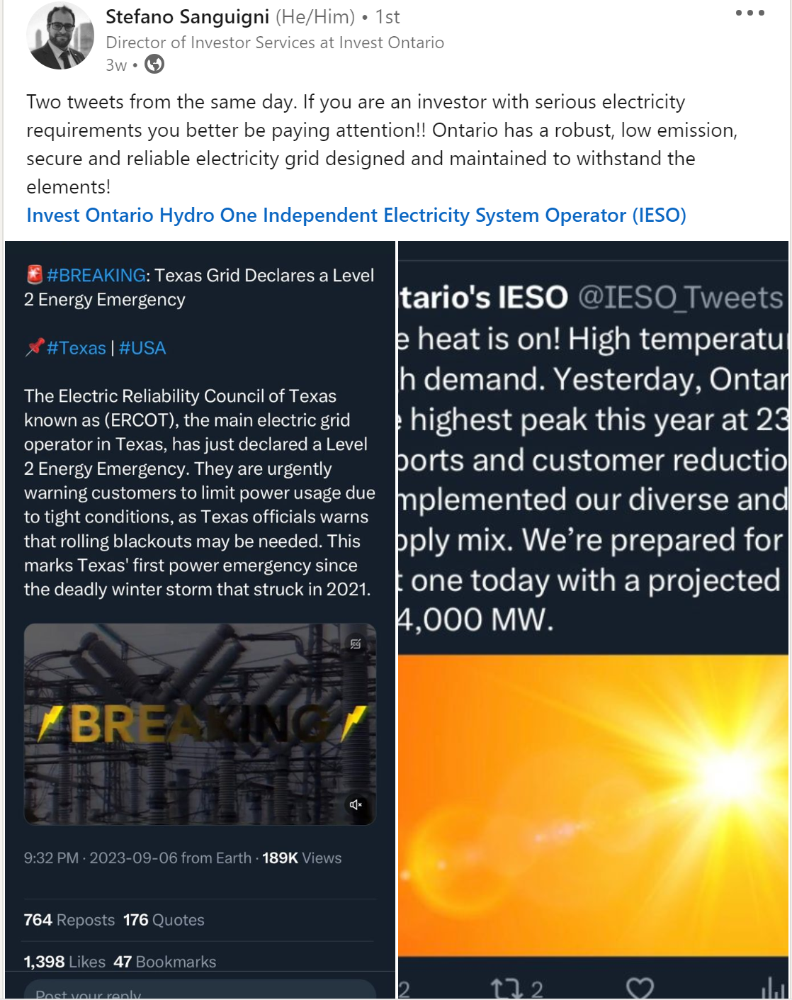 Stefano Sanguigni (He/Him) • 1st
Director of Investor Services at Invest Ontario
3w •
Two tweets from the same day. If you are an investor with serious electricity
requirements you better be paying attention!! Ontario has a robust, low emission,
secure and reliable electricity grid designed and maintained to withstand the
elements!
Invest Ontario Hydro One Independent Electricity System Operator (IESO)
🚨#BREAKING: Texas Grid Declares a Level
2 Energy Emergency
📌#Texas | #USA
The Electric Reliability Council of Texas
known as (ERCOT), the main electric grid
operator in Texas, has just declared a Level
2 Energy Emergency. They are urgently
warning customers to limit power usage due
to tight conditions, as Texas officials warns
that rolling blackouts may be needed. This
marks Texas' first power emergency since
the deadly winter storm that struck in 2021.
⚡BREAKING⚡
9:32 PM · 2023-09-06 from Earth · 189K Views
764 Reposts 176 Quotes
1,398 Likes 47 Bookmarks
Post your reply
tario's IESO @IESO_Tweets
e heat is on! High temperatu
h demand. Yesterday, Ontar
highest peak this year at 23
ports and customer reductio
mplemented our diverse and
pply mix. We're prepared for
t one today with a projected
4,000 MW.
2 2